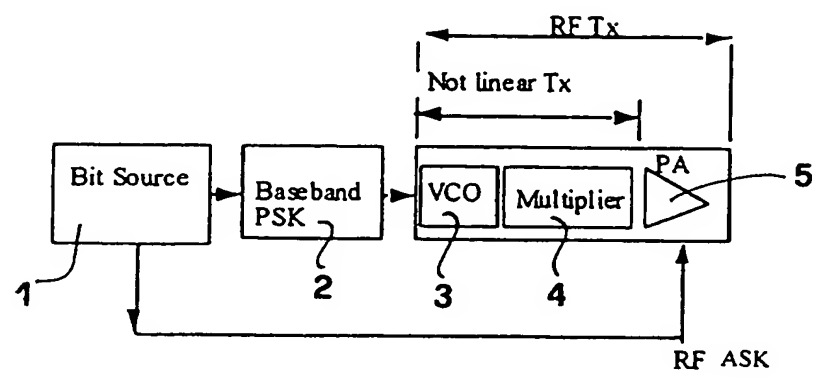 RF Tx
Not linear Tx
Bit Source
Baseband
PSK
VCO
Multiplier
PA
5
1
2
3
4
RF ASK